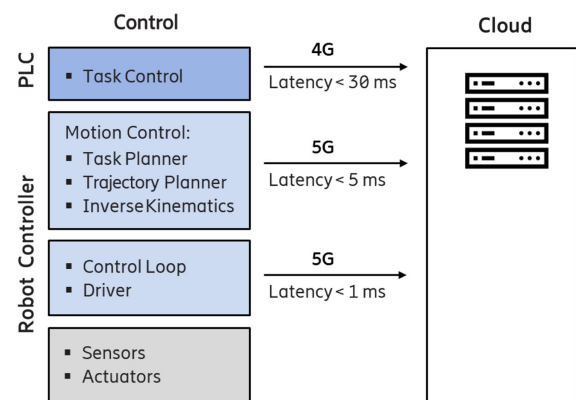 Control
Cloud
PLC
▪ Task Control
4G
Latency < 30 ms
Robot Controller
Motion Control:
▪ Task Planner
▪ Trajectory Planner
▪ Inverse Kinematics
5G
Latency < 5 ms
▪ Control Loop
▪ Driver
5G
Latency < 1 ms
▪ Sensors
▪ Actuators